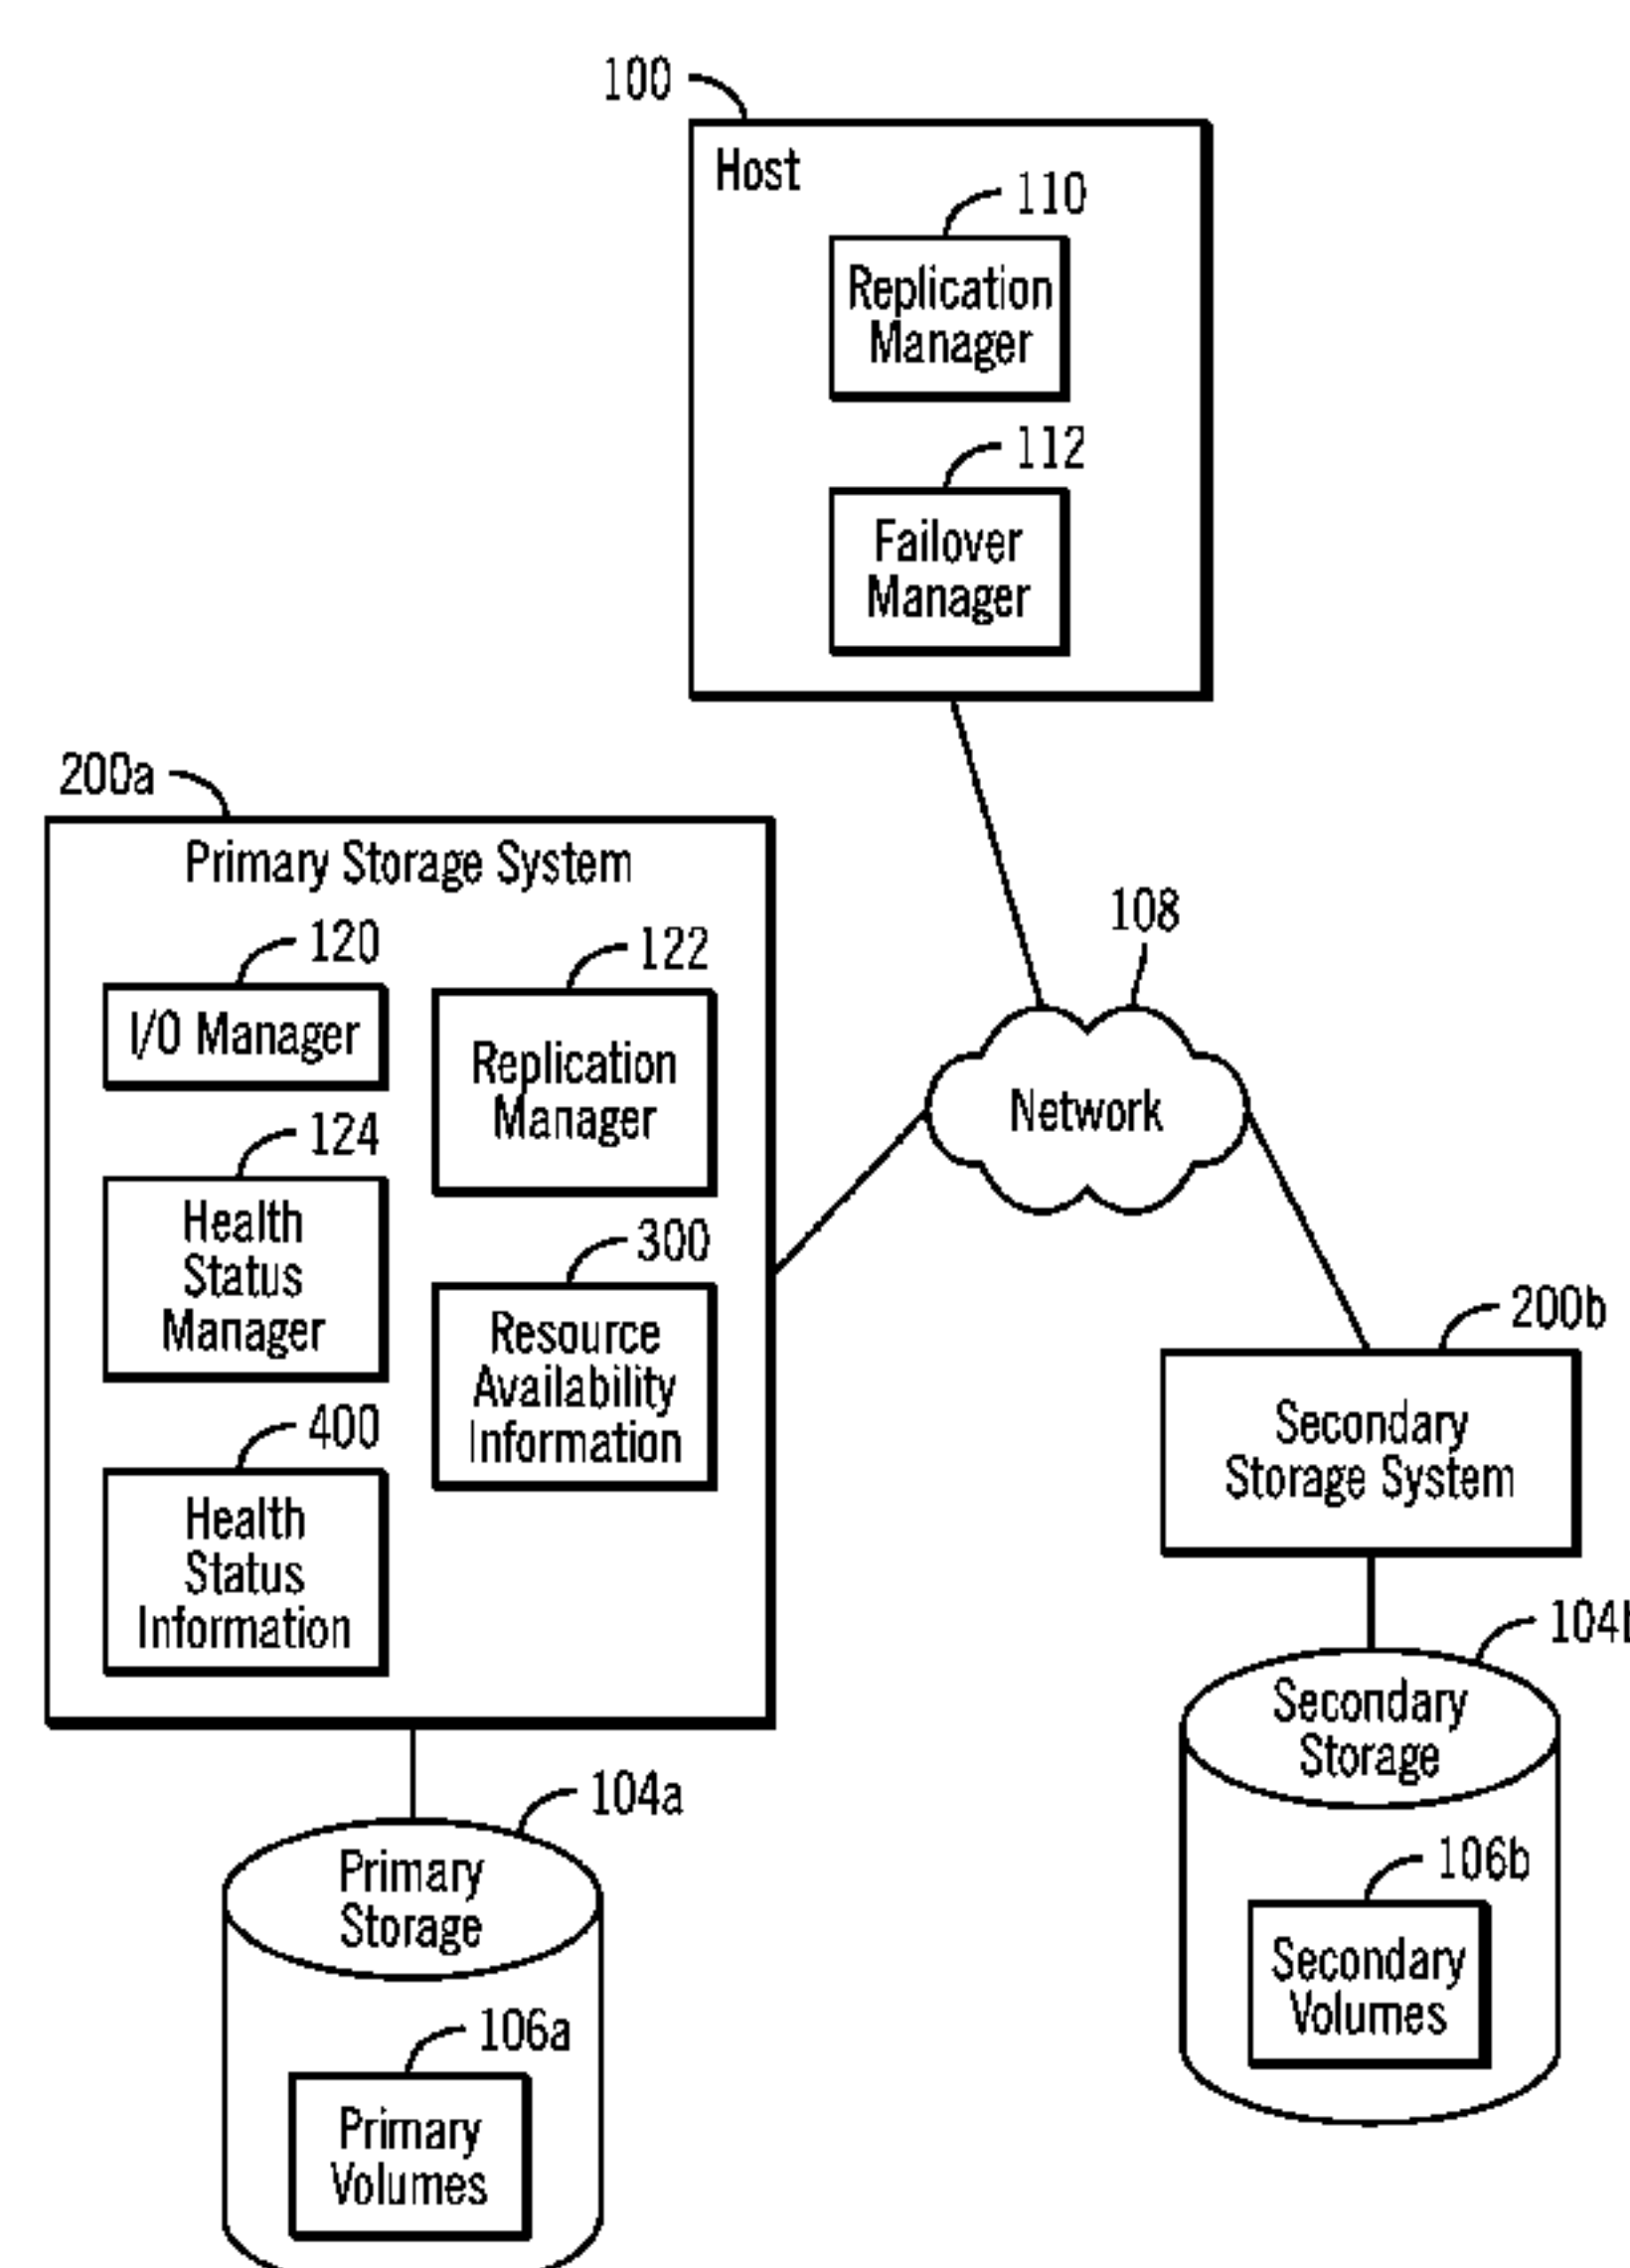 100
Host
110
Replication
Manager
112
Failover
Manager
200a
Primary Storage System
120
I/O Manager
122
Replication
Manager
124
Health
Status
Manager
300
Resource
Availability
Information
400
Health
Status
Information
108
Network
200b
Secondary
Storage System
104b
Secondary
Storage
106b
Secondary
Volumes
104a
Primary
Storage
106a
Primary
Volumes